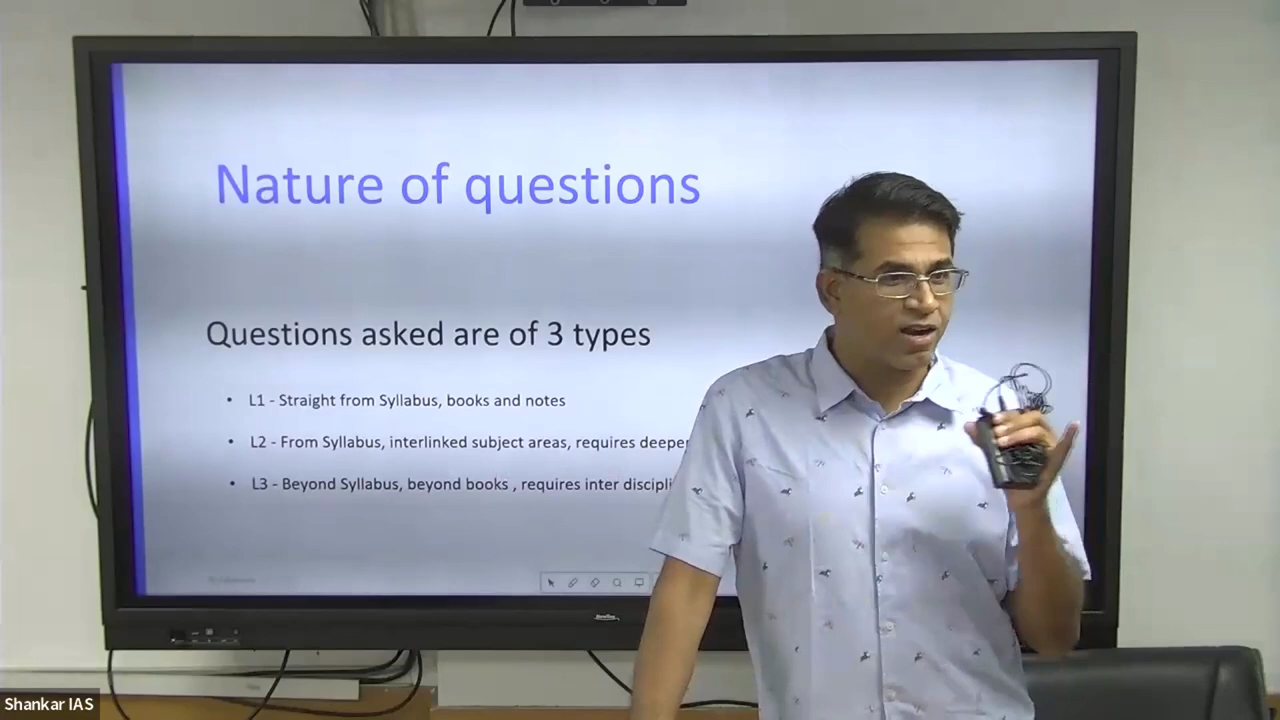 Nature of questions
Questions asked are of 3 types
• L1 - Straight from Syllabus, books and notes
• L2 - From Syllabus, interlinked subject areas, requires deeper
• L3 - Beyond Syllabus, beyond books , requires inter
Shankar IAS